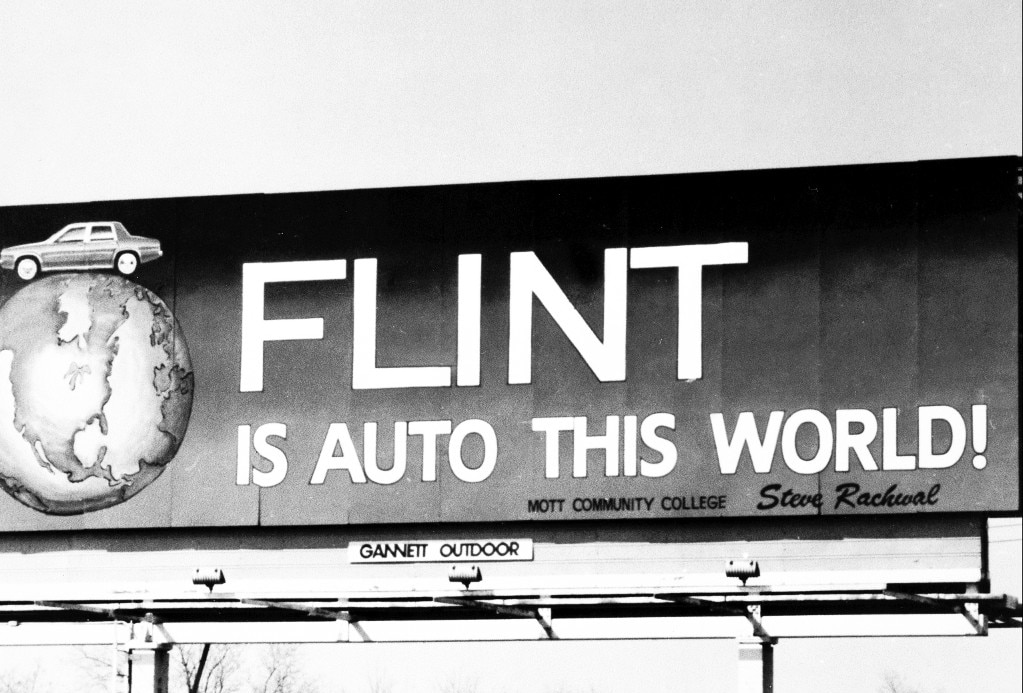 FLINT
IS AUTO THIS WORLD!
MOTT COMMUNITY COLLEGE Steve Rachwal
GANNETT OUTDOOR